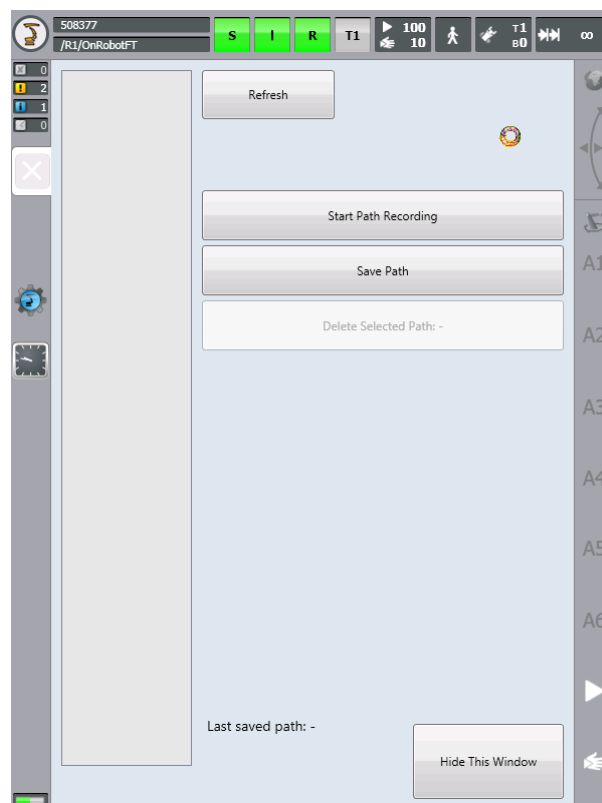 508377
/R1/OnRobotFT
S I R T1 100 10 T1 B0 ∞
0
2
1
0
Refresh
Start Path Recording
Save Path
Delete Selected Path: -
A1
A2
A3
A4
A5
A6
Last saved path: -
Hide This Window